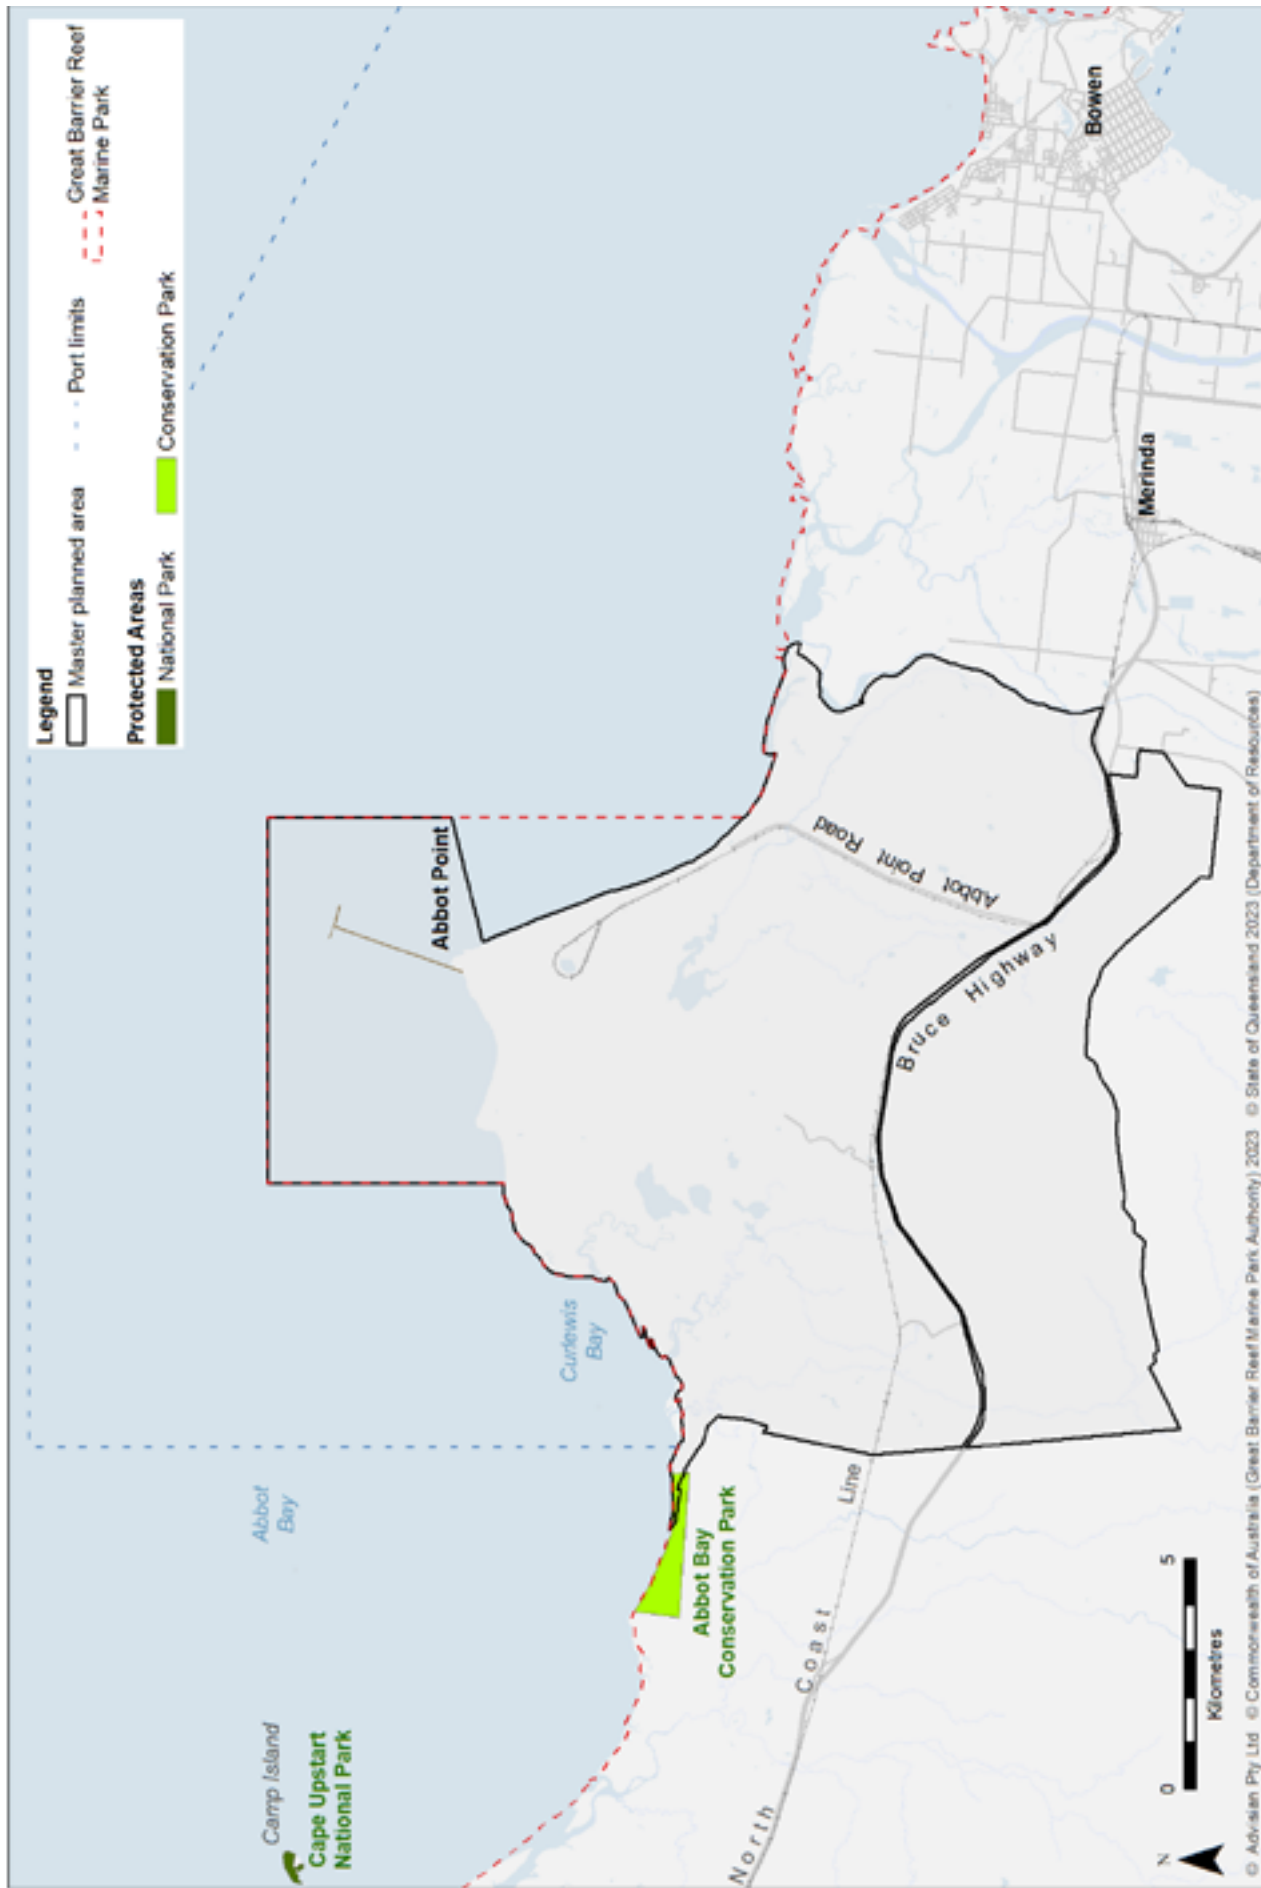 Legend
Master planned area
Port limits
Great Barrier Reef
Marine Park
Protected Areas
National Park
Conservation Park
Camp Island
Cape Upstart
National Park
Abbot
Bay
Curlewis
Bay
Abbot Point
Abbot Bay
Conservation Park
North Coast Line
Bruce Highway
Abbot Point Road
Merinda
Bowen
N
0 5
Kilometres
© Advisian Pty Ltd © Commonwealth of Australia (Great Barrier Reef Marine Park Authority) 2023 © State of Queensland 2023 (Department of Resources)